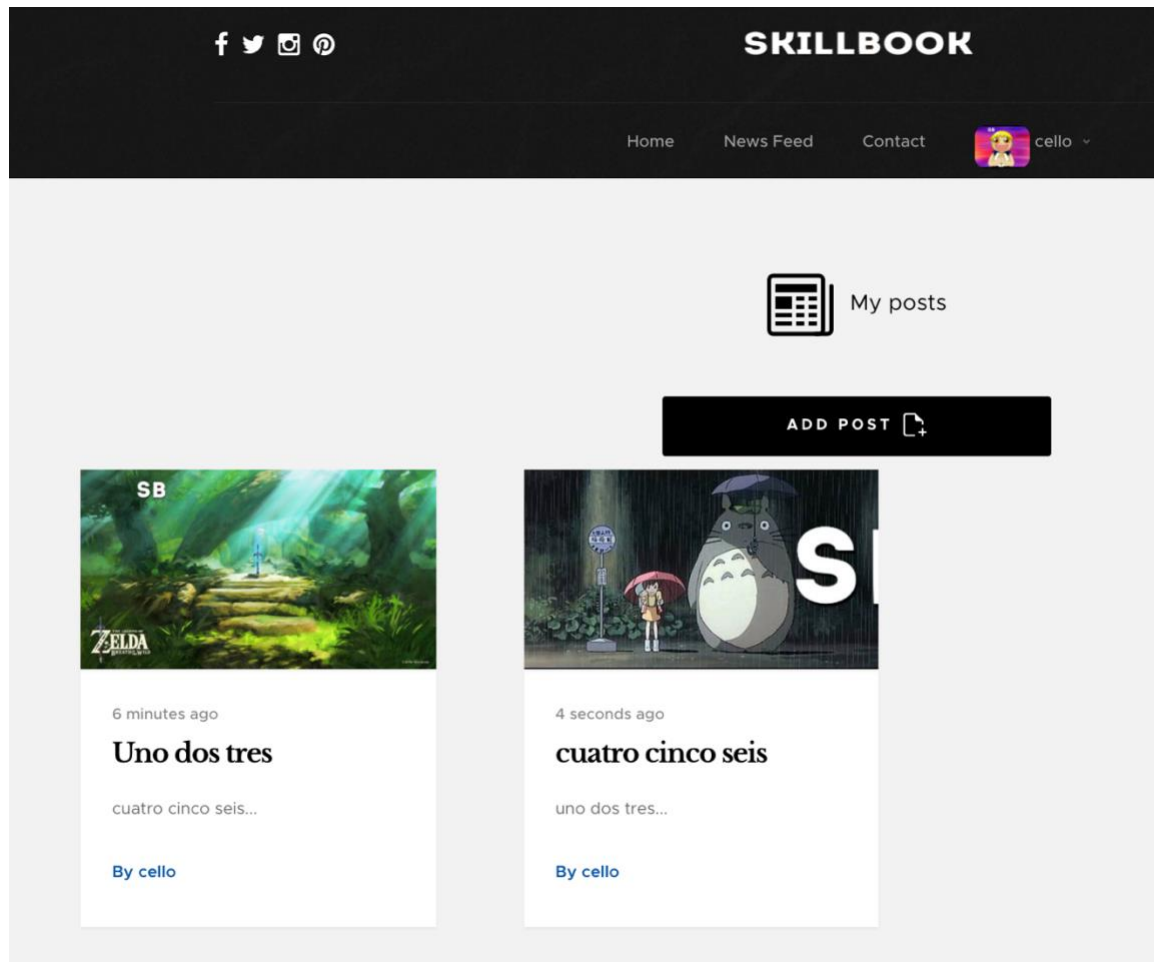 SKILLBOOK
Home News Feed Contact cello
My posts
ADD POST
SB
ZELDA
S
6 minutes ago
4 seconds ago
Uno dos tres
cuatro cinco seis
cuatro cinco seis...
uno dos tres...
By cello
By cello